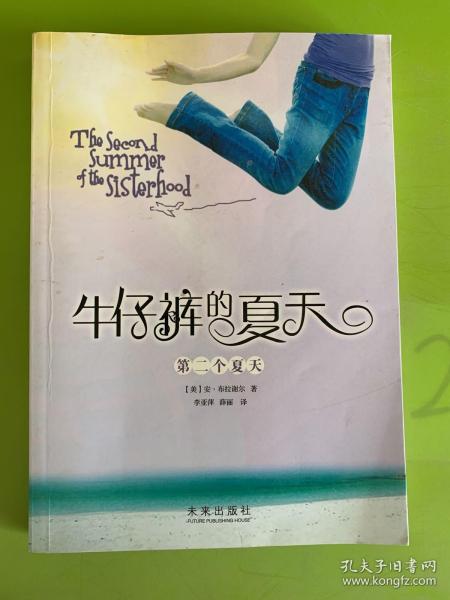 The Second
Summer
of the Sisterhood
牛仔裤的夏天
第二个夏天
【美】安·布拉谢尔 著
李亚萍 薛丽 译
未来出版社
-FUTURE PUBLISHING HOUSE-
2
孔夫子旧书网
www.kongfz.com